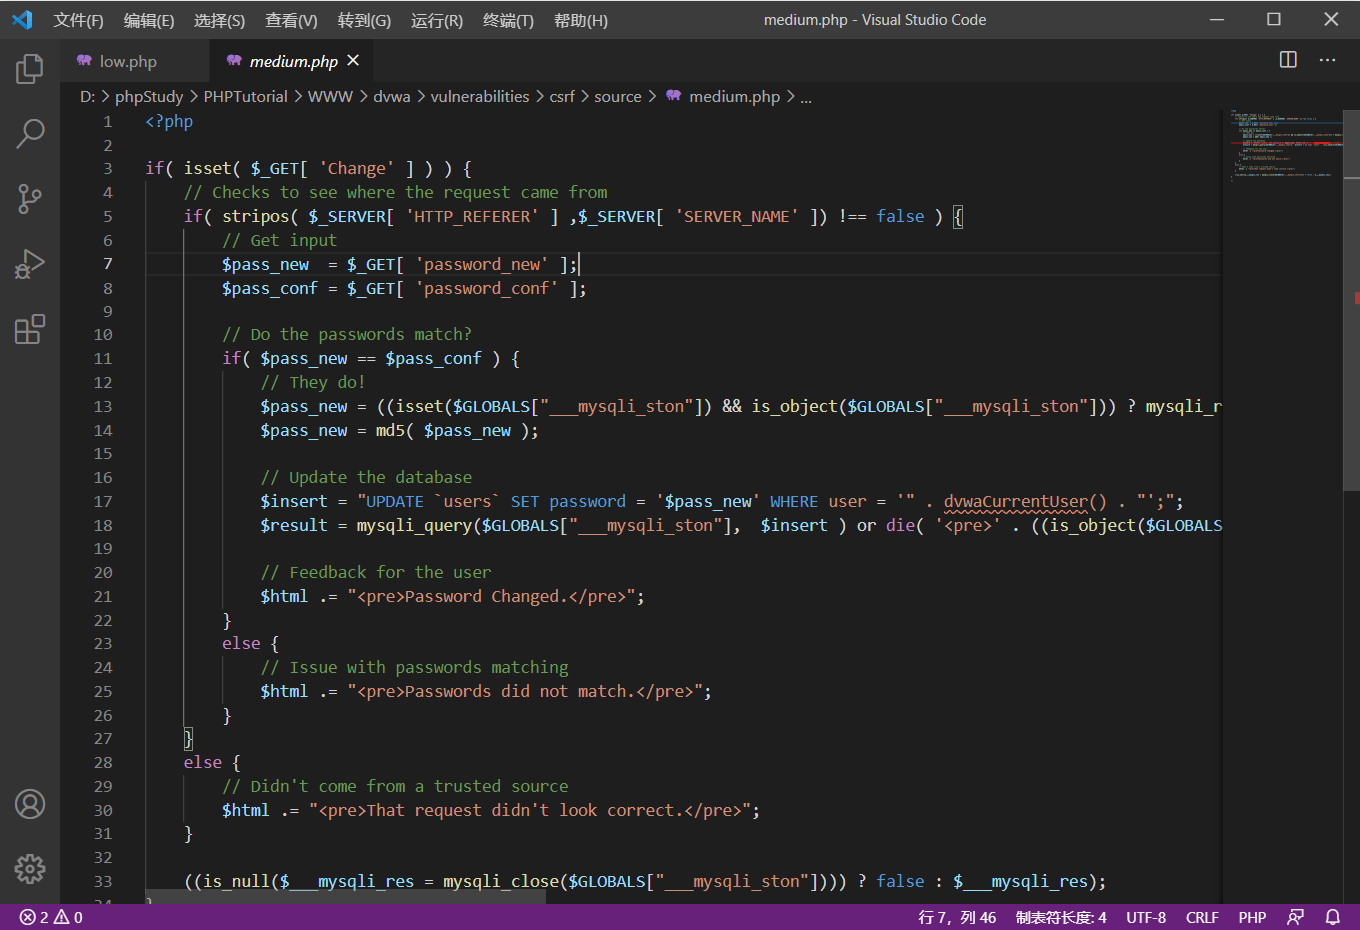 文件(F) 编辑(E) 选择(S) 查看(V) 转到(G) 运行(R) 终端(T) 帮助(H) medium.php - Visual Studio Code
low.php medium.php
D: > phpStudy > PHPTutorial > WWW > dvwa > vulnerabilities > csrf > source > medium.php > ...
1 <?php
2
3 if( isset( $_GET[ 'Change' ] ) ) {
4 // Checks to see where the request came from
5 if( stripos( $_SERVER[ 'HTTP_REFERER' ] ,$_SERVER[ 'SERVER_NAME' ]) !== false ) {
6 // Get input
7 $pass_new  = $_GET[ 'password_new' ];
8 $pass_conf = $_GET[ 'password_conf' ];
9
10 // Do the passwords match?
11 if( $pass_new == $pass_conf ) {
12 // They do!
13 $pass_new = ((isset($GLOBALS["___mysqli_ston"]) && is_object($GLOBALS["___mysqli_ston"])) ? mysqli_r
14 $pass_new = md5( $pass_new );
15
16 // Update the database
17 $insert = "UPDATE `users` SET password = '$pass_new' WHERE user = '" . dvwaCurrentUser() . "';";
18 $result = mysqli_query($GLOBALS["___mysqli_ston"],  $insert ) or die( '<pre>' . ((is_object($GLOBALS
19
20 // Feedback for the user
21 $html .= "<pre>Password Changed.</pre>";
22 }
23 else {
24 // Issue with passwords matching
25 $html .= "<pre>Passwords did not match.</pre>";
26 }
27 }
28 else {
29 // Didn't come from a trusted source
30 $html .= "<pre>That request didn't look correct.</pre>";
31 }
32
33 ((is_null($___mysqli_res = mysqli_close($GLOBALS["___mysqli_ston"]))) ? false : $___mysqli_res);
34 }
2 0 行 7，列 46 制表符长度: 4 UTF-8 CRLF PHP